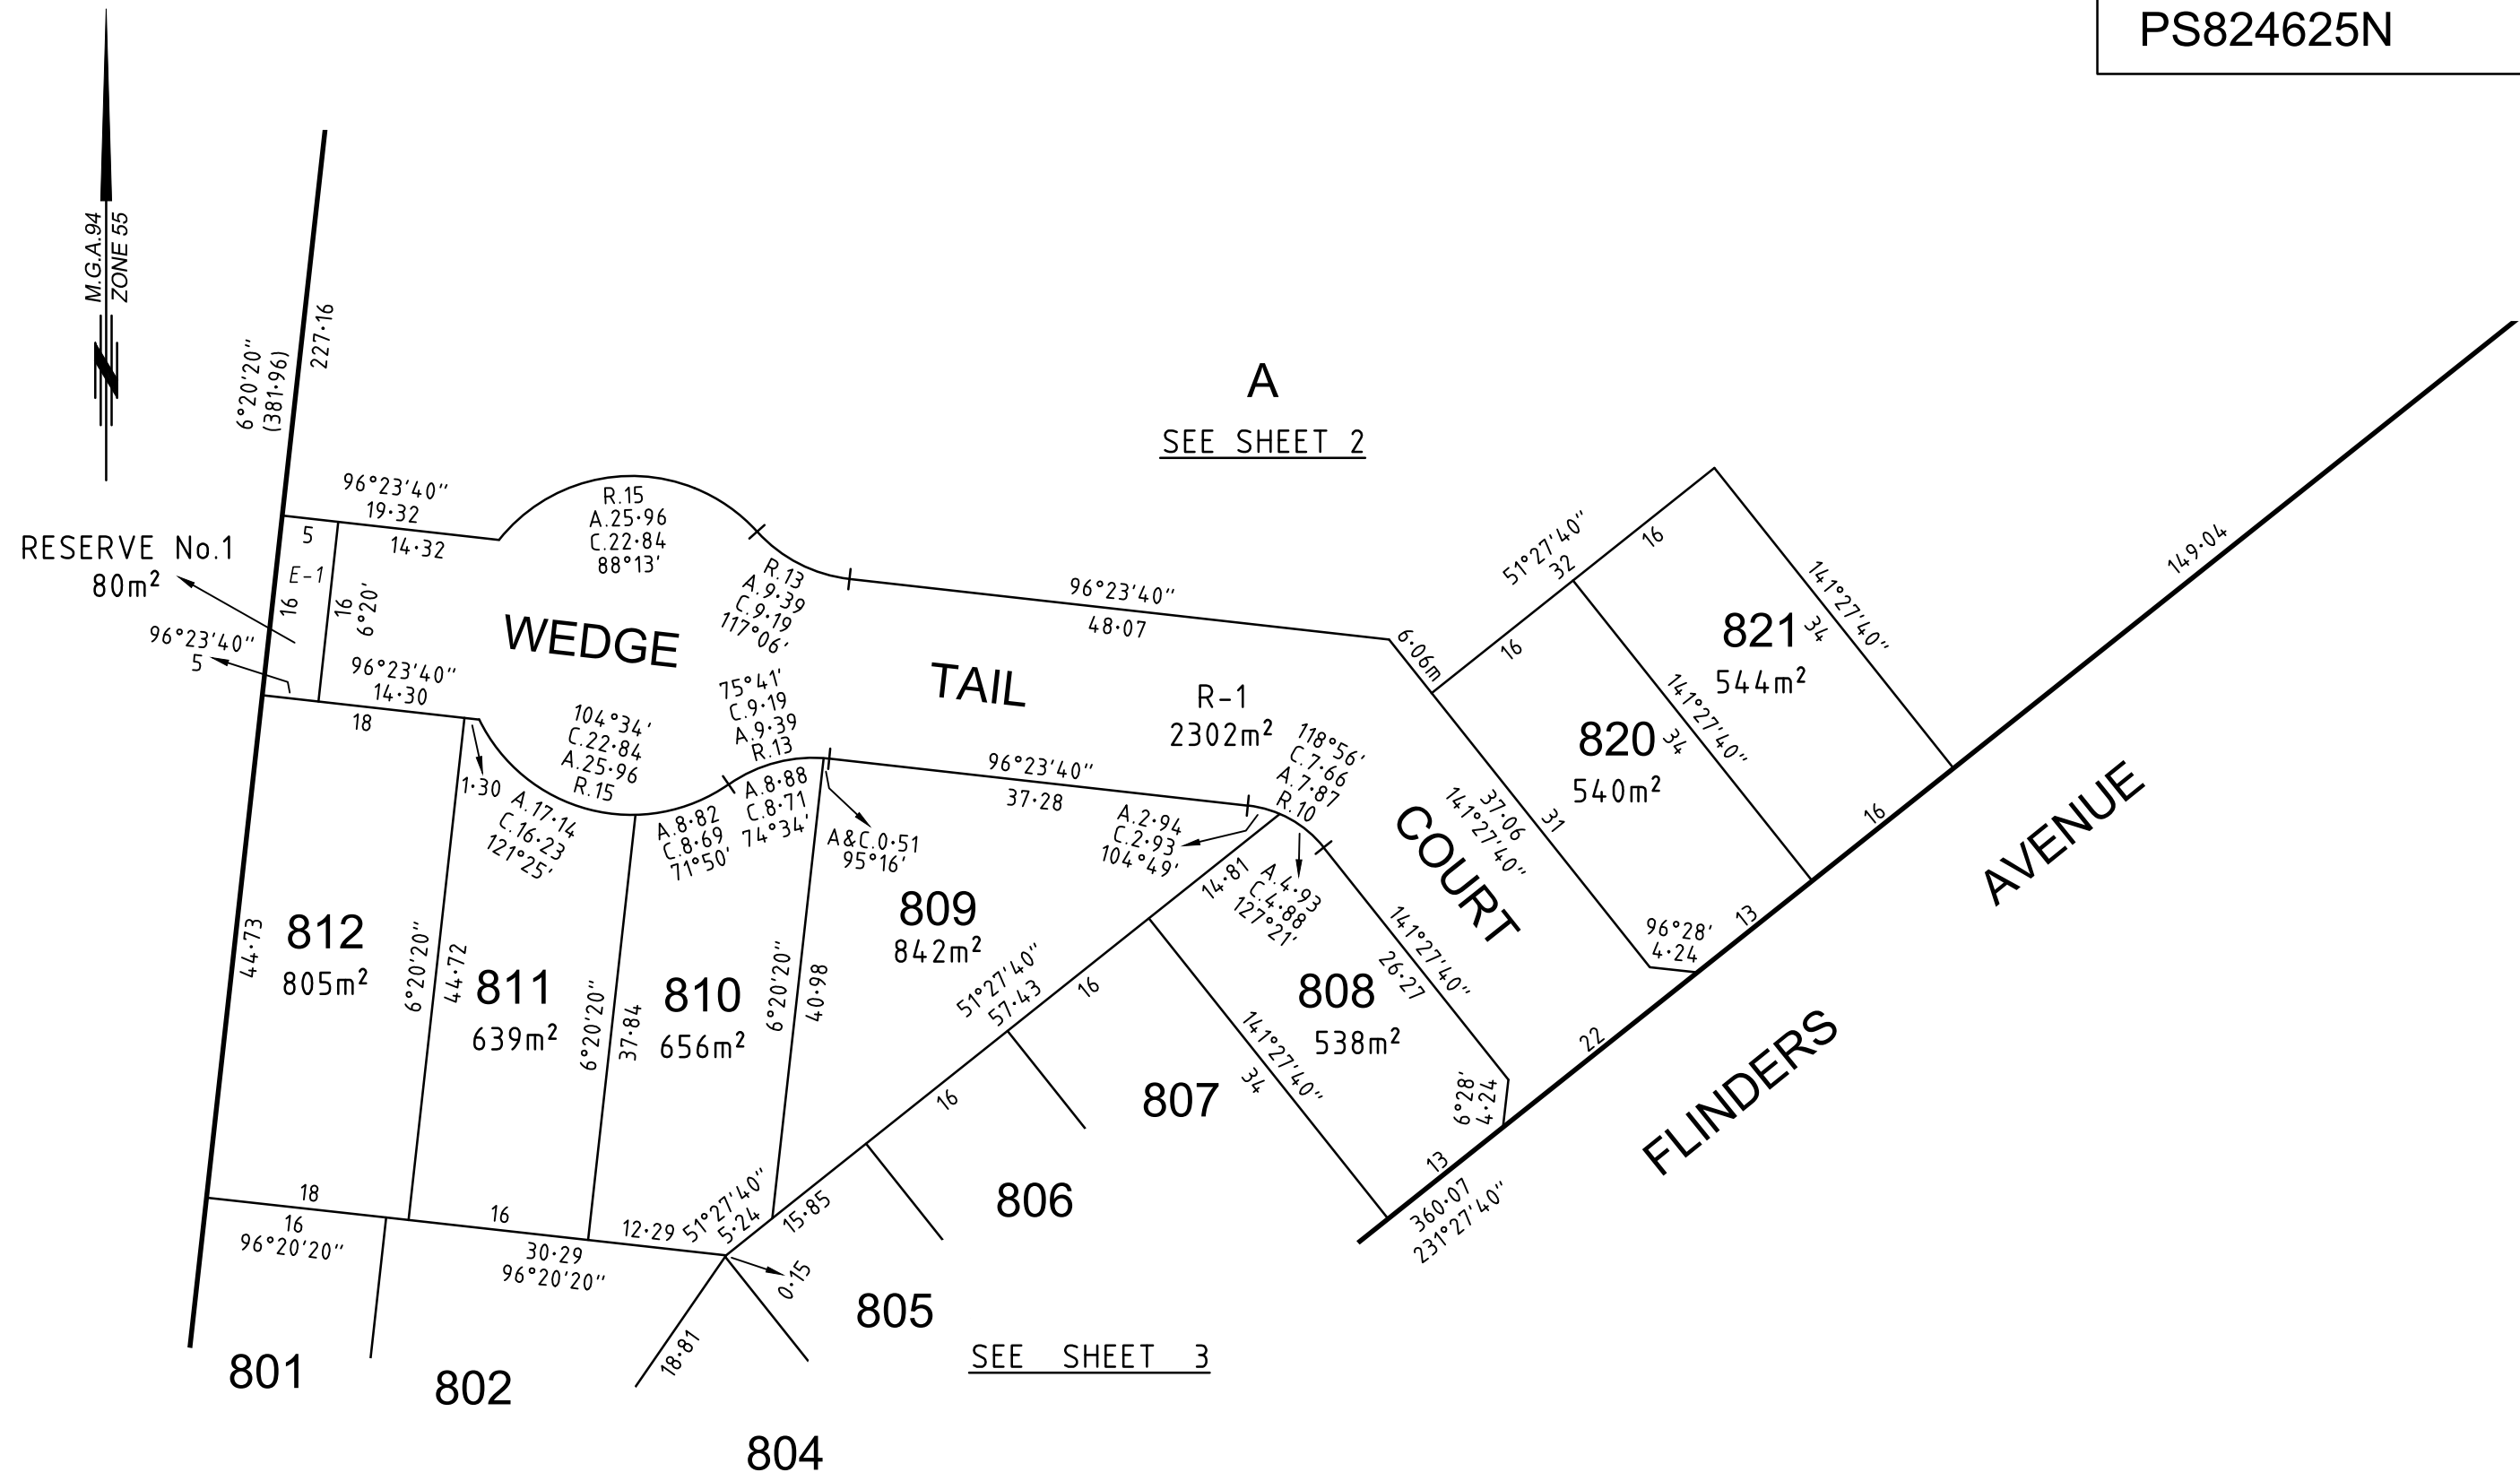 PS824625N
M.G.A.94
ZONE 55
N
6°20'20"
(381·96)
227·16
A
SEE SHEET 2
96°23'40"
19·32
5
14·32
RESERVE No.1
80m²
E-1
16
16
6°20'
96°23'40"
5
96°23'40"
14·30
18
R.15
A.25·96
C.22·84
88°13'
R.13
A.9·39
C.9·19
117°06'
WEDGE
TAIL
COURT
96°23'40"
48·07
6·06m
R-1
2302m²
75°41'
C.9·19
A.9·39
R.13
104°34'
C.22·84
A.25·96
R.15
1·30
A.17·14
C.16·23
121°25'
A.8·82
C.8·69
71°50'
A.8·88
C.8·71
74°34'
A&C.0·51
95°16'
96°23'40"
37·28
118°56'
C.7·66
A.7·87
R.10
A.2·94
C.2·93
104°49'
A.4·93
C.4·88
127°21'
51°27'40"
32
16
16
821
544m²
141°27'40"
34
820
540m²
141°27'40"
34
31
37·06
141°27'40"
96°28'
4·24
149·04
16
13
22
13
AVENUE
FLINDERS
360·07
231°27'40"
812
805m²
44·73
6°20'20"
44·72
811
639m²
6°20'20"
37·84
810
656m²
6°20'20"
40·98
809
842m²
14·81
51°27'40"
57·43
16
16
15·85
808
538m²
141°27'40"
26·27
141°27'40"
34
6°28'
4·24
807
806
805
18
16
96°20'20"
16
30·29
96°20'20"
12·29
51°27'40"
5·24
0·15
18·81
801
802
804
SEE SHEET 3